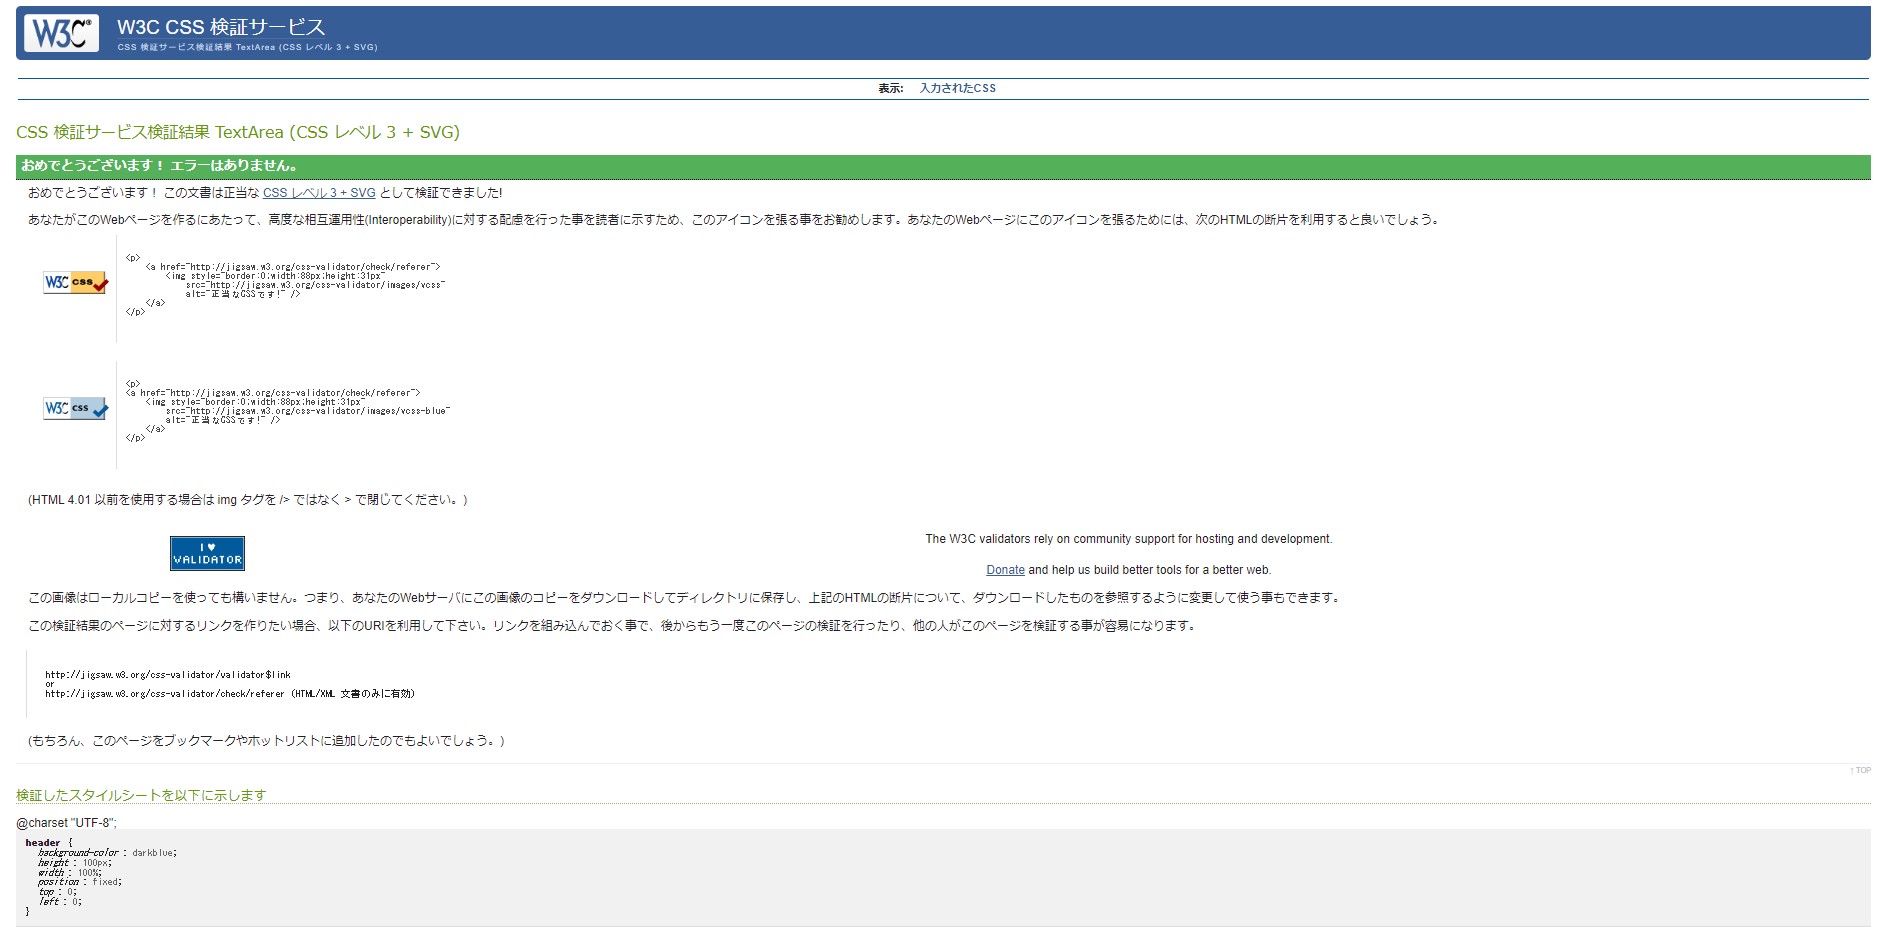 W3C®
W3C CSS 検証サービス
CSS 検証サービス検証結果 TextArea (CSS レベル 3 + SVG)
表示: 入力されたCSS
CSS 検証サービス検証結果 TextArea (CSS レベル 3 + SVG)
おめでとうございます！ エラーはありません。
おめでとうございます！ この文書は正当な CSS レベル 3 + SVG として検証できました!
あなたがこのWebページを作るにあたって、高度な相互運用性(Interoperability)に対する配慮を行った事を読者に示すため、このアイコンを張る事をお勧めします。あなたのWebページにこのアイコンを張るためには、次のHTMLの断片を利用すると良いでしょう。
W3C css
<p>
<a href="http://jigsaw.w3.org/css-validator/check/referer">
<img style="border:0;width:88px;height:31px"
src="http://jigsaw.w3.org/css-validator/images/vcss"
alt="正当なCSSです!" />
</a>
</p>
W3C css
<p>
<a href="http://jigsaw.w3.org/css-validator/check/referer">
<img style="border:0;width:88px;height:31px"
src="http://jigsaw.w3.org/css-validator/images/vcss-blue"
alt="正当なCSSです!" />
</a>
</p>
(HTML 4.01 以前を使用する場合は img タグを /> ではなく > で閉じてください。)
I ♥
VALIDATOR
The W3C validators rely on community support for hosting and development.
Donate and help us build better tools for a better web.
この画像はローカルコピーを使っても構いません。つまり、あなたのWebサーバにこの画像のコピーをダウンロードしてディレクトリに保存し、上記のHTMLの断片について、ダウンロードしたものを参照するように変更して使う事もできます。
この検証結果のページに対するリンクを作りたい場合、以下のURIを利用して下さい。リンクを組み込んでおく事で、後からもう一度このページの検証を行ったり、他の人がこのページを検証する事が容易になります。
http://jigsaw.w3.org/css-validator/validator$link
or
http://jigsaw.w3.org/css-validator/check/referer (HTML/XML 文書のみに有効)
(もちろん、このページをブックマークやホットリストに追加したのでもよいでしょう。)
↑ TOP
検証したスタイルシートを以下に示します
@charset "UTF-8";
header {
background-color : darkblue;
height : 100px;
width : 100%;
position : fixed;
top : 0;
left : 0;
}